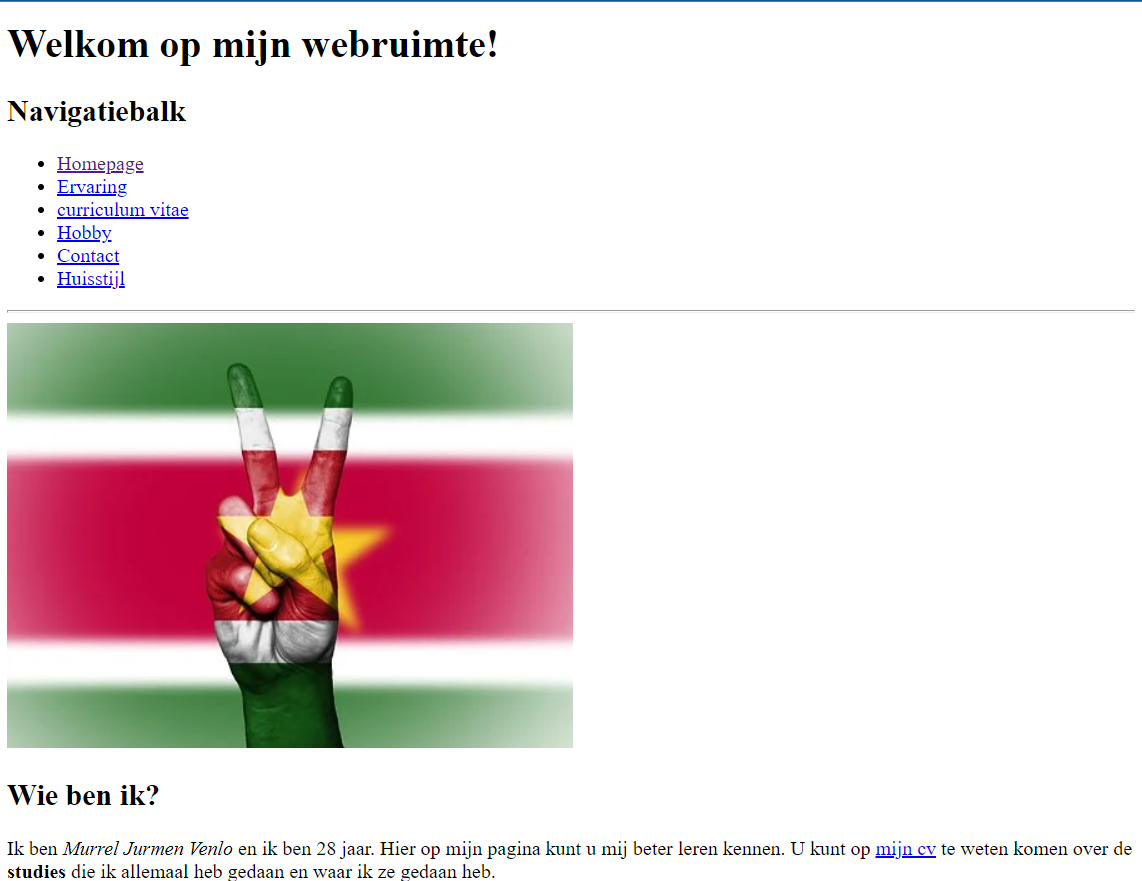 Welkom op mijn webruimte!
Navigatiebalk
Homepage
Ervaring
curriculum vitae
Hobby
Contact
Huisstijl
Wie ben ik?
Ik ben Murrel Jurmen Venlo en ik ben 28 jaar. Hier op mijn pagina kunt u mij beter leren kennen. U kunt op mijn cv te weten komen over de
studies die ik allemaal heb gedaan en waar ik ze gedaan heb.